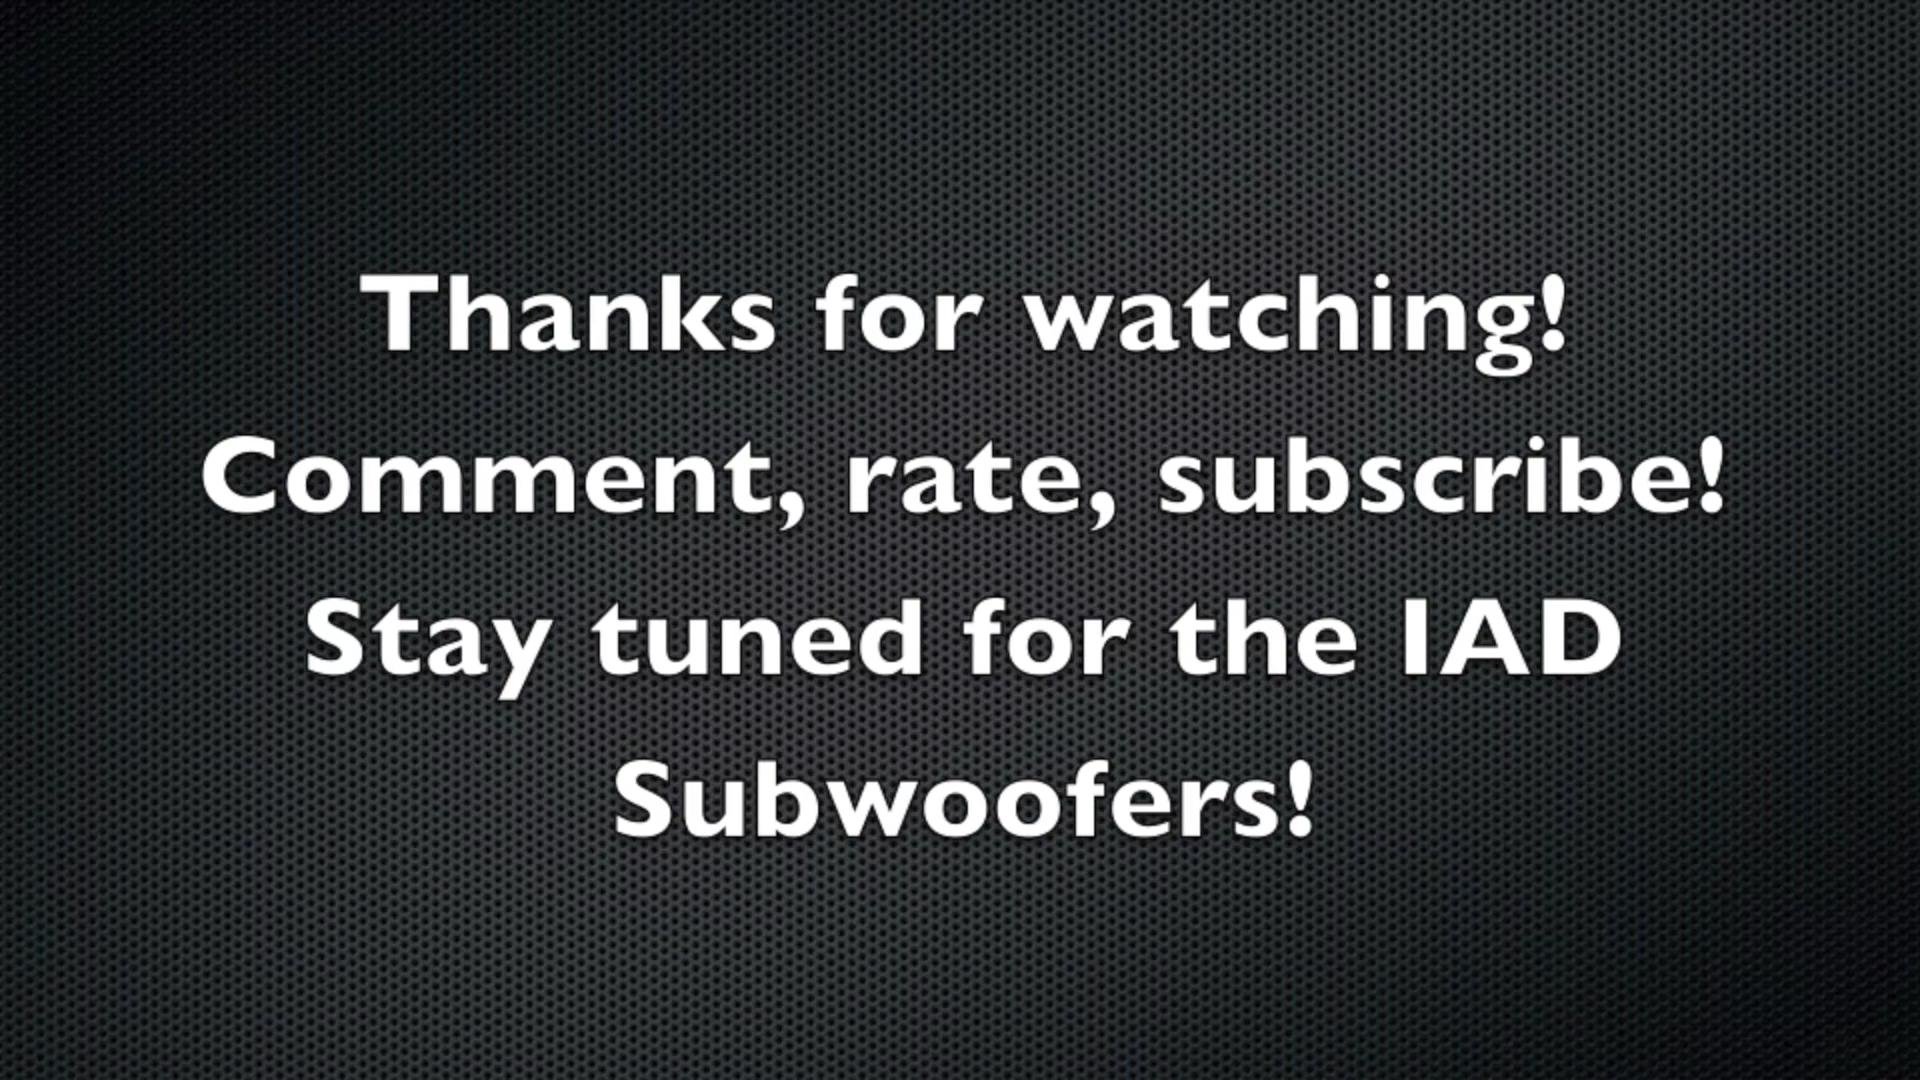 Thanks for watching!
Comment, rate, subscribe!
Stay tuned for the IAD
Subwoofers!